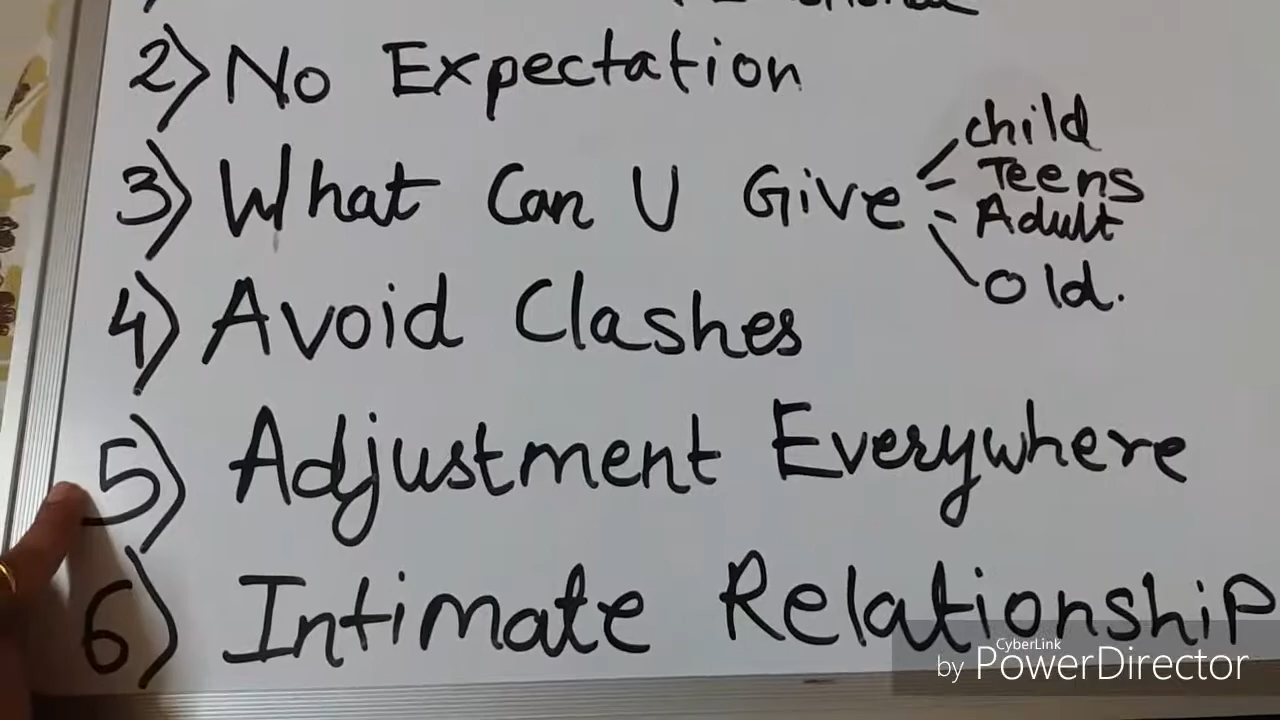 2) No Expectation
3) What Can U Give
child
Teens
Adult
Old.
4) Avoid Clashes
5) Adjustment Everywhere
6) Intimate Relationship
CyberLink
by PowerDirector